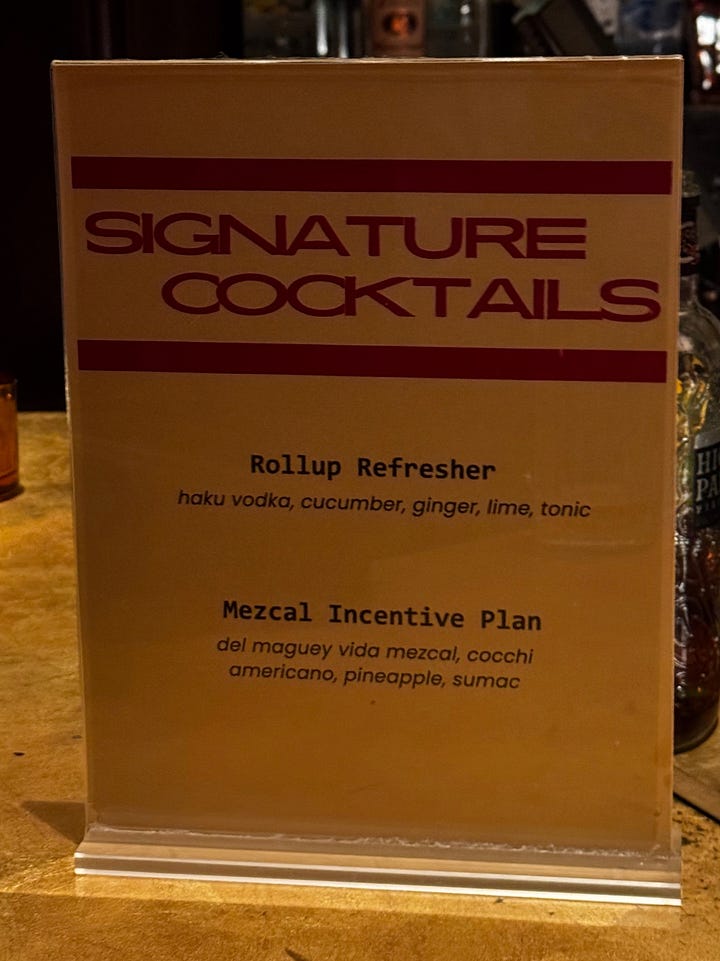 SIGNATURE
COCKTAILS
Rollup Refresher
haku vodka, cucumber, ginger, lime, tonic
Mezcal Incentive Plan
del maguey vida mezcal, cocchi
americano, pineapple, sumac